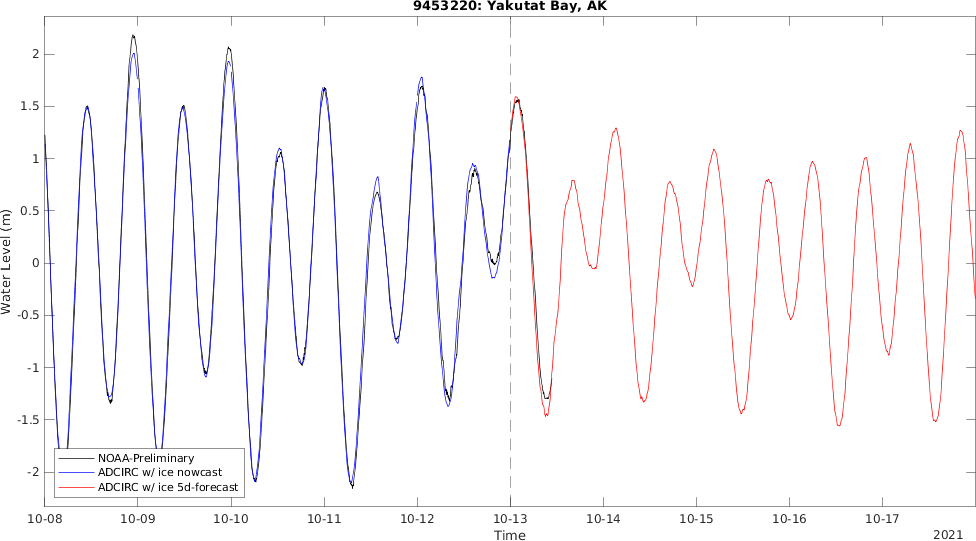 9453220: Yakutat Bay, AK
Water Level (m)
2
1.5
1
0.5
0
-0.5
-1
-1.5
-2
NOAA-Preliminary
ADCIRC w/ ice nowcast
ADCIRC w/ ice 5d-forecast
10-08 10-09 10-10 10-11 10-12 10-13 10-14 10-15 10-16 10-17
Time
2021